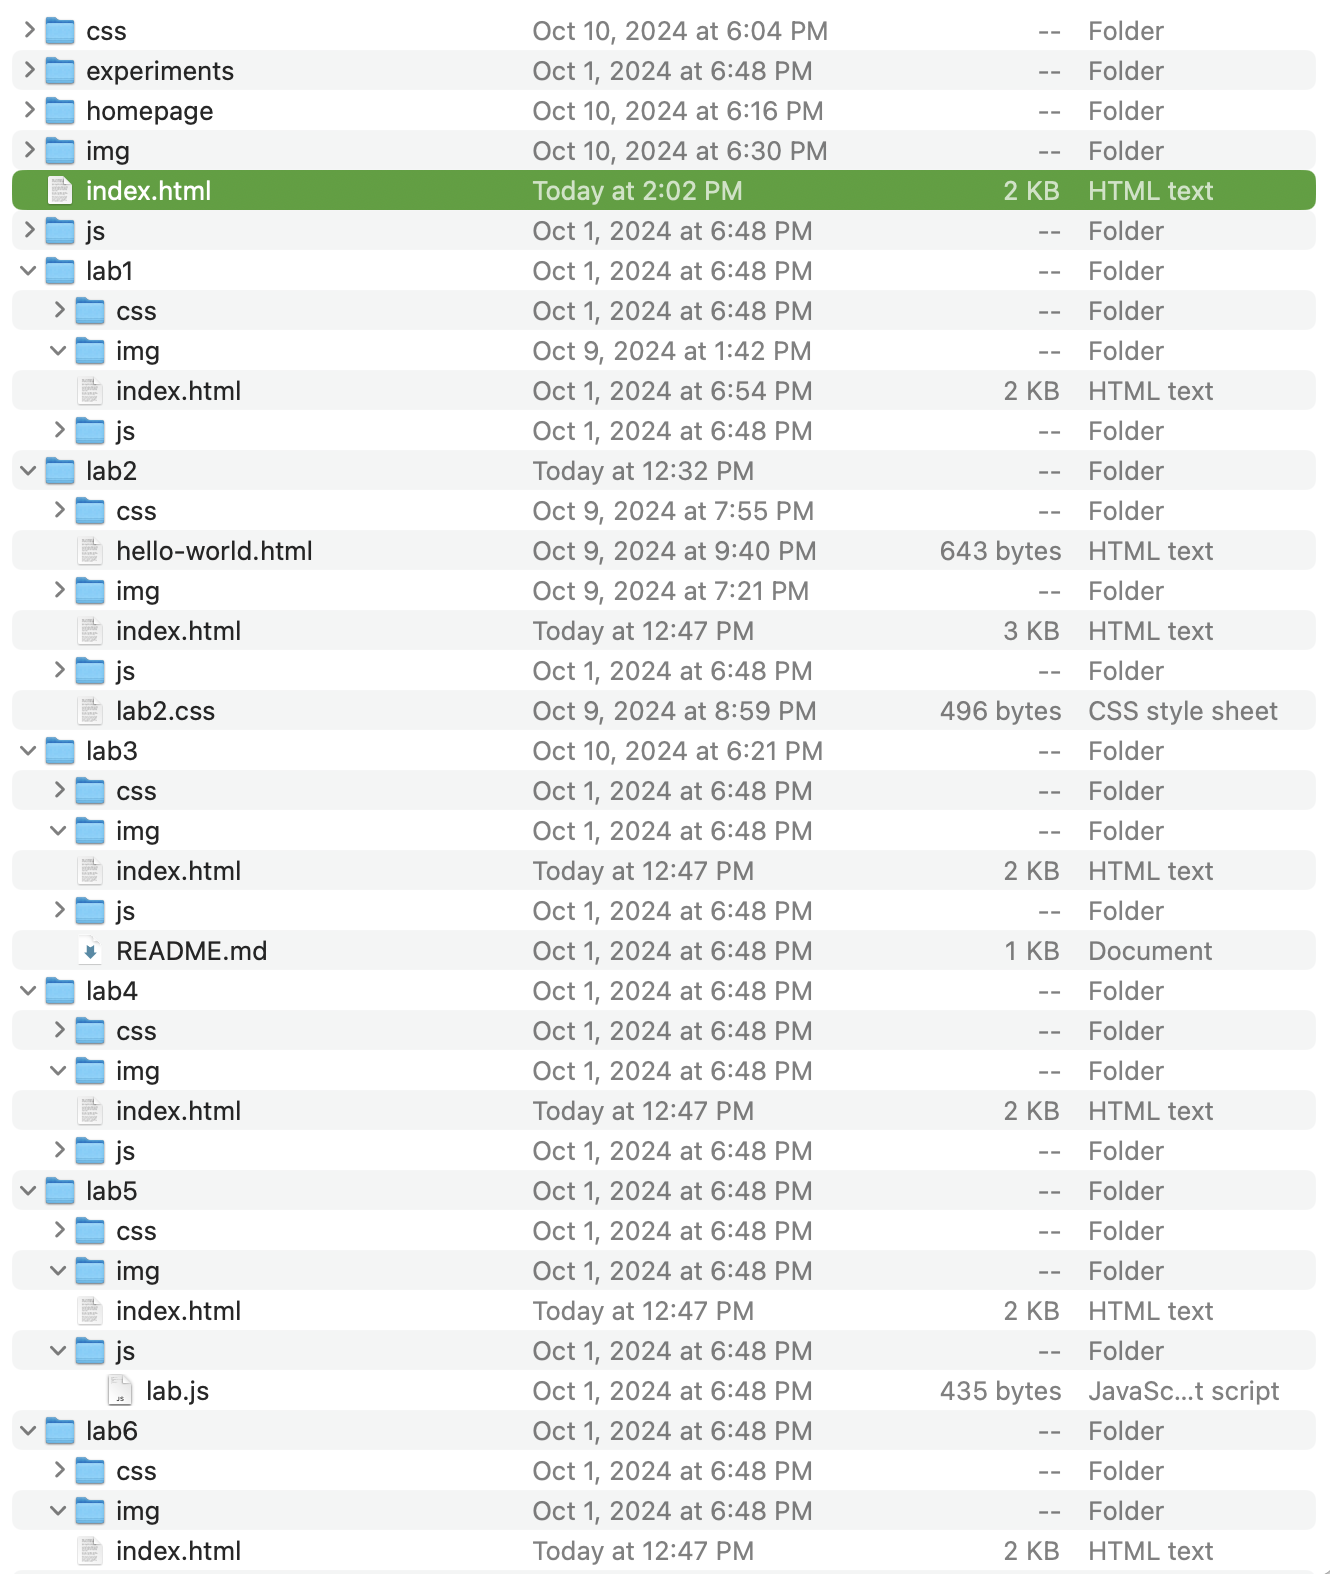 css Oct 10, 2024 at 6:04 PM -- Folder
experiments Oct 1, 2024 at 6:48 PM -- Folder
homepage Oct 10, 2024 at 6:16 PM -- Folder
img Oct 10, 2024 at 6:30 PM -- Folder
index.html Today at 2:02 PM 2 KB HTML text
js Oct 1, 2024 at 6:48 PM -- Folder
lab1 Oct 1, 2024 at 6:48 PM -- Folder
css Oct 1, 2024 at 6:48 PM -- Folder
img Oct 9, 2024 at 1:42 PM -- Folder
index.html Oct 1, 2024 at 6:54 PM 2 KB HTML text
js Oct 1, 2024 at 6:48 PM -- Folder
lab2 Today at 12:32 PM -- Folder
css Oct 9, 2024 at 7:55 PM -- Folder
hello-world.html Oct 9, 2024 at 9:40 PM 643 bytes HTML text
img Oct 9, 2024 at 7:21 PM -- Folder
index.html Today at 12:47 PM 3 KB HTML text
js Oct 1, 2024 at 6:48 PM -- Folder
lab2.css Oct 9, 2024 at 8:59 PM 496 bytes CSS style sheet
lab3 Oct 10, 2024 at 6:21 PM -- Folder
css Oct 1, 2024 at 6:48 PM -- Folder
img Oct 1, 2024 at 6:48 PM -- Folder
index.html Today at 12:47 PM 2 KB HTML text
js Oct 1, 2024 at 6:48 PM -- Folder
README.md Oct 1, 2024 at 6:48 PM 1 KB Document
lab4 Oct 1, 2024 at 6:48 PM -- Folder
css Oct 1, 2024 at 6:48 PM -- Folder
img Oct 1, 2024 at 6:48 PM -- Folder
index.html Today at 12:47 PM 2 KB HTML text
js Oct 1, 2024 at 6:48 PM -- Folder
lab5 Oct 1, 2024 at 6:48 PM -- Folder
css Oct 1, 2024 at 6:48 PM -- Folder
img Oct 1, 2024 at 6:48 PM -- Folder
index.html Today at 12:47 PM 2 KB HTML text
js Oct 1, 2024 at 6:48 PM -- Folder
lab.js Oct 1, 2024 at 6:48 PM 435 bytes JavaSc...t script
lab6 Oct 1, 2024 at 6:48 PM -- Folder
css Oct 1, 2024 at 6:48 PM -- Folder
img Oct 1, 2024 at 6:48 PM -- Folder
index.html Today at 12:47 PM 2 KB HTML text